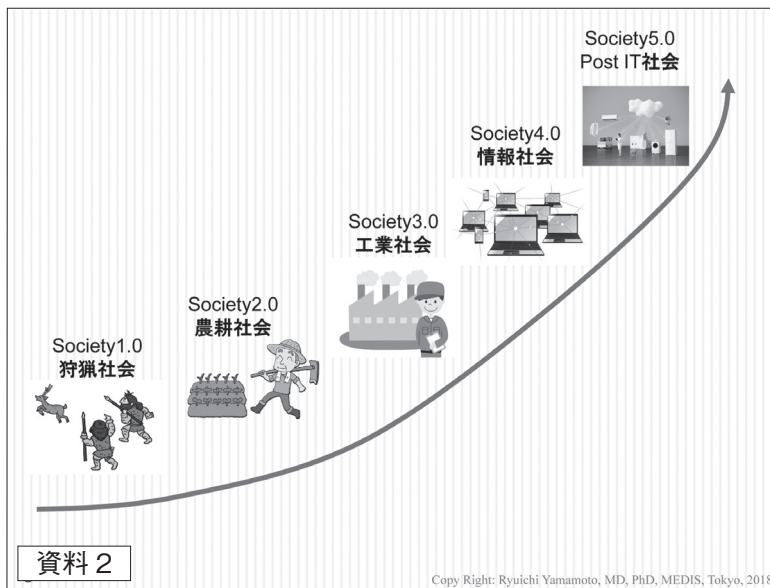 Society5.0
Post IT社会
Society4.0
情報社会
Society3.0
工業社会
Society2.0
農耕社会
Society1.0
狩猟社会
資料2
Copy Right: Ryuichi Yamamoto, MD, PhD, MEDIS, Tokyo, 2019